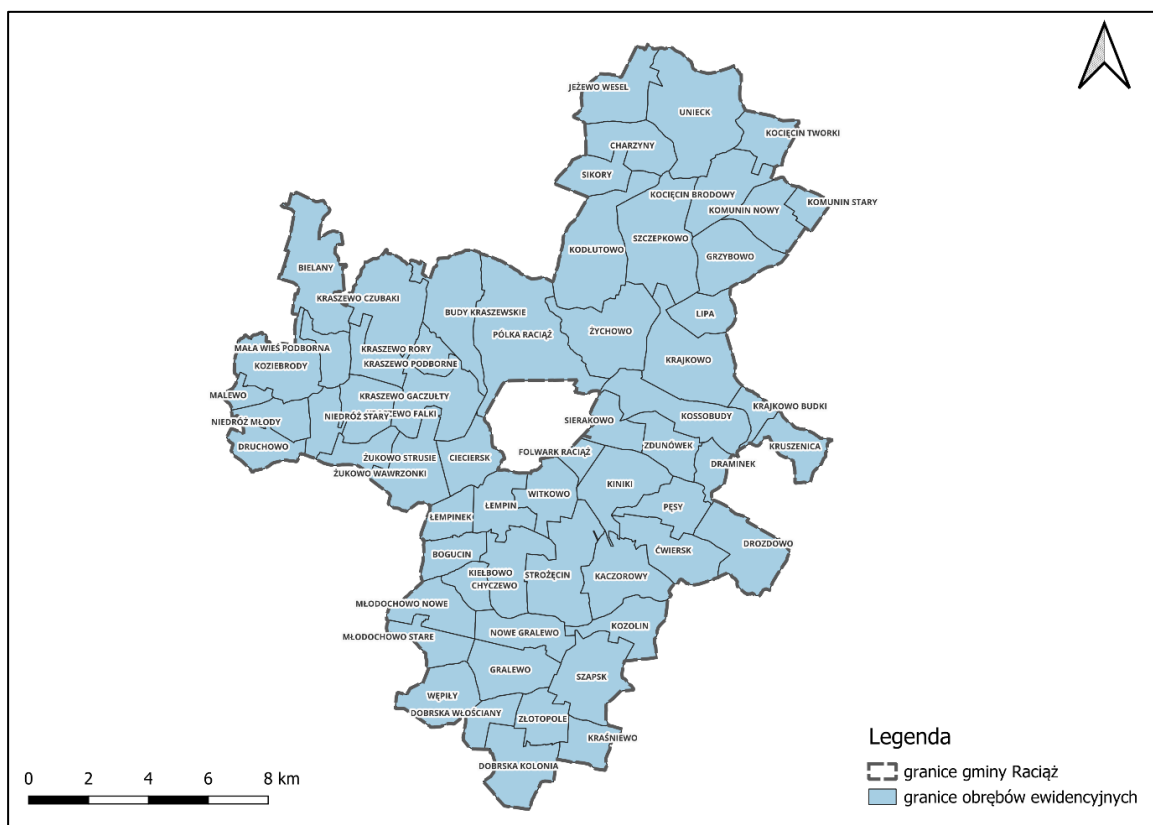 JEŻEWO WESEL
UNIECK
KOCIĘCIN TWORKI
CHARZYNY
SIKORY
KOCIĘCIN BRODOWY
KOMUNIN STARY
KOMUNIN NOWY
SZCZEPKOWO
KODŁUTOWO
GRZYBOWO
BIELANY
KRASZEWO CZUBAKI
BUDY KRASZEWSKIE
LIPA
PÓLKA RACIĄŻ
ŻYCHOWO
MAŁA WIEŚ PODBORNA
KRASZEWO RORY
KOZIEBRODY
KRASZEWO PODBORNE
KRAJKOWO
MALEWO
KRASZEWO GACZUŁTY
KRAJKOWO BUDKI
NIEDRÓŻ MŁODY
NIEDRÓŻ STARY
FALKI
SIERAKOWO
KOSSOBUDY
DRUCHOWO
ZDUNÓWEK
KRUSZENICA
ŻUKOWO STRUSIE
CIECIERSK
FOLWARK RACIĄŻ
DRAMINEK
ŻUKOWO WAWRZONKI
KINIKI
WITKOWO
ŁEMPIN
PĘSY
ŁEMPINEK
DROZDOWO
BOGUCIN
ĆWIERSK
KIEŁBOWO
STROŻĘCIN
KACZOROWY
CHYCZEWO
MŁODOCHOWO NOWE
KOZOLIN
NOWE GRALEWO
MŁODOCHOWO STARE
GRALEWO
SZAPSK
WĘPIŁY
DOBRSKA WŁOŚCIANY
ZŁOTOPOLE
KRAŚNIEWO
DOBRSKA KOLONIA
Legenda
granice gminy Raciąż
granice obrębów ewidencyjnych
0 2 4 6 8 km